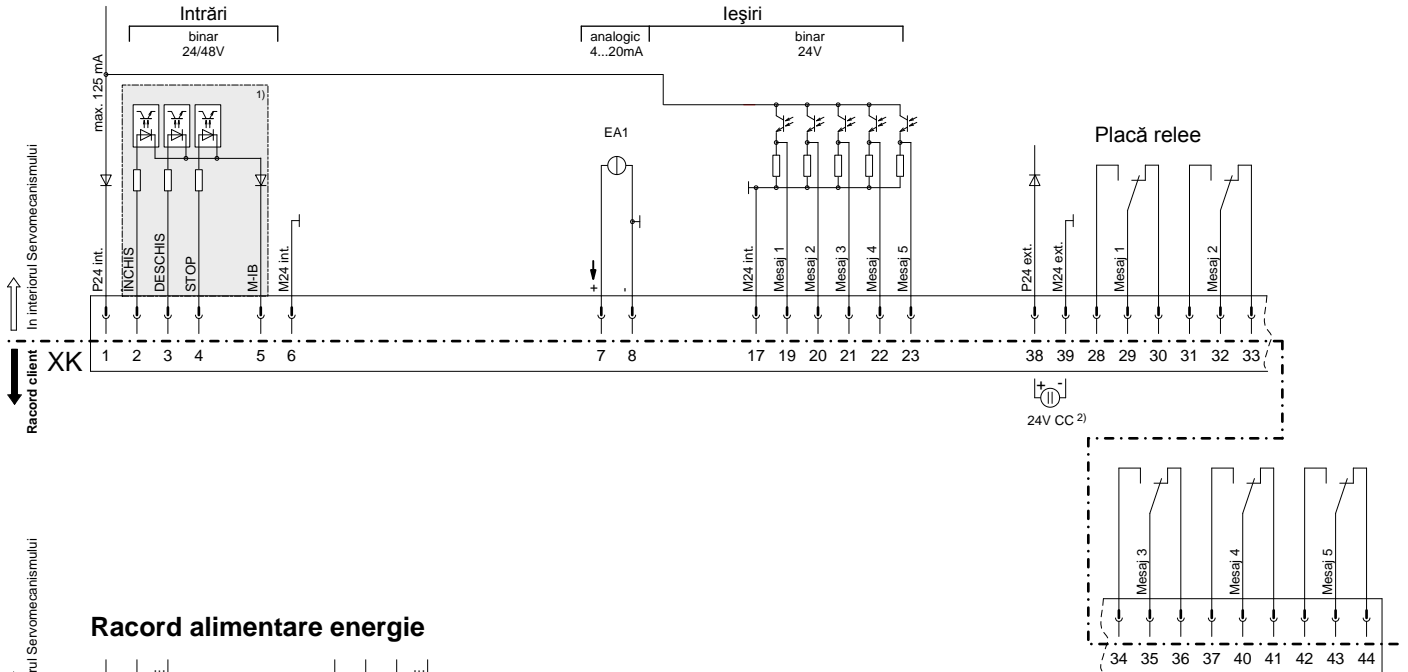 Intrări
binar
24/48V
Ieşiri
analogic
4...20mA
binar
24V
max. 125 mA
1)
EA1
Placă relee
In interiorul Servomecanismului
P24 int.
INCHIS
DESCHIS
STOP
M-IB
M24 int.
+
-
M24 int.
Mesaj 1
Mesaj 2
Mesaj 3
Mesaj 4
Mesaj 5
P24 ext.
M24 ext.
Mesaj 1
Mesaj 2
XK
1 2 3 4 5 6 7 8 17 19 20 21 22 23 38 39 28 29 30 31 32 33
Racord client
+ -
24V CC 2)
Mesaj 3
Mesaj 4
Mesaj 5
34 35 36 37 40 41 42 43 44
Servomecanismului
Racord alimentare energie